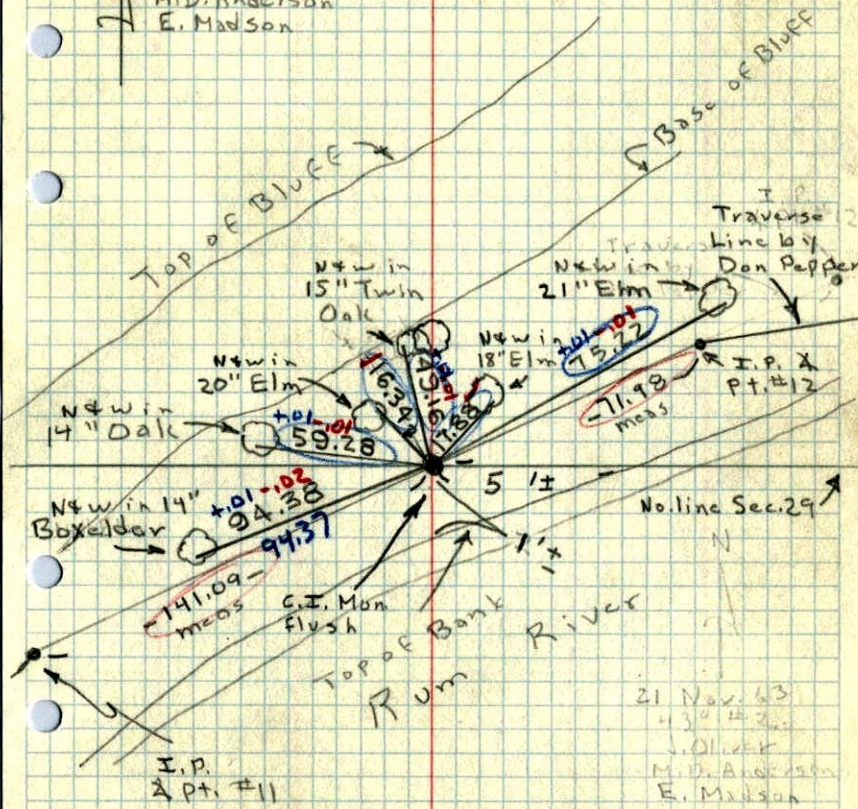 E. Madson
Base of Bluff
Top of Bluff
Traverse
Line by
Don Pepper
N&W in
15" Twin
Oak
N&W in
21" Elm
N&W in
18" Elm
+.01 -.01
75.22
I.P. &
pt. #12
-71.98
meas
N&W in
20" Elm
16.34
49.16
7.88
N&W in
14" Oak
+.01 -.01
59.28
5'±
No. line Sec. 29
N
N&W in 14"
Boxelder
+.01 -.02
94.38
94.37
1'±
-141.09-
meas
C.I. Mon
flush
Top of Bank
Rum River
I.P.
& pt. #11
21 Nov. 63
43°
J. Oliver
M.D. Anderson
E. Madson